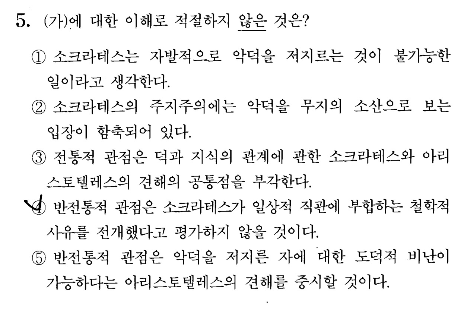 5. (가)에 대한 이해로 적절하지 않은 것은?
① 소크라테스는 자발적으로 악덕을 저지르는 것이 불가능한
일이라고 생각한다.
② 소크라테스의 주지주의에는 악덕을 무지의 소산으로 보는
입장이 함축되어 있다.
③ 전통적 관점은 덕과 지식의 관계에 관한 소크라테스와 아리
스토텔레스의 견해의 공통점을 부각한다.
④ 반전통적 관점은 소크라테스가 일상적 직관에 부합하는 철학적
사유를 전개했다고 평가하지 않을 것이다.
⑤ 반전통적 관점은 악덕을 저지른 자에 대한 도덕적 비난이
가능하다는 아리스토텔레스의 견해를 중시할 것이다.